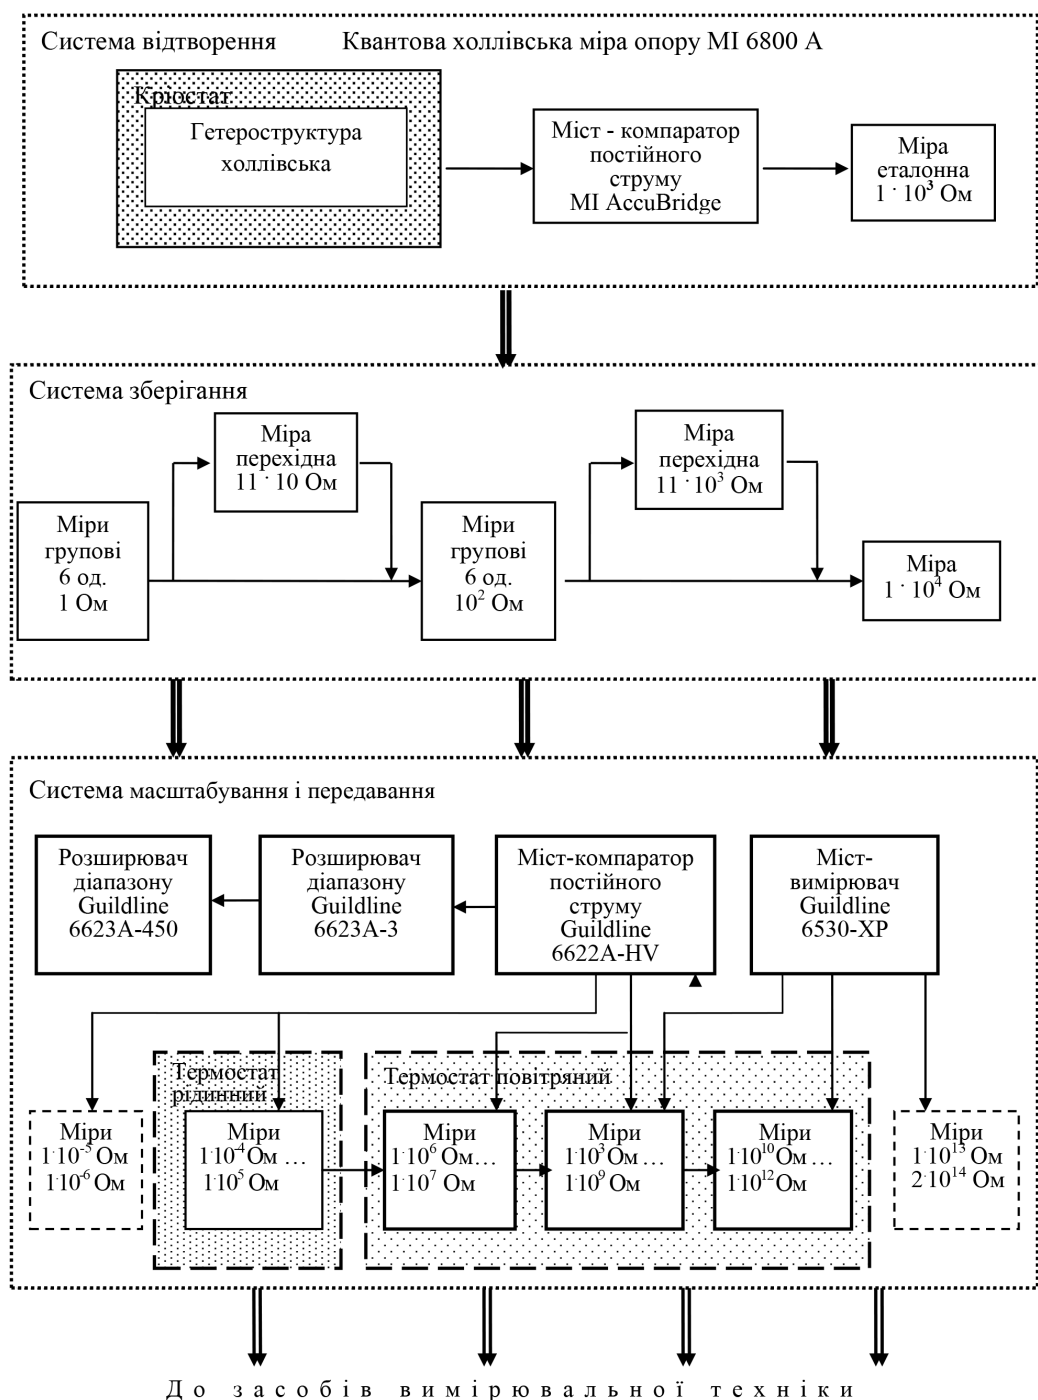 Система відтворення Квантова холлівська міра опору МІ 6800 А
Крюстат
Гетероструктура
холлівська
Міст - компаратор
постійного
струму
МІ AccuBridge
Міра
еталонна
1 · 10³ Ом
Система зберігання
Міра
перехідна
11 · 10 Ом
Міра
перехідна
11 · 10³ Ом
Міри
групові
6 од.
1 Ом
Міри
групові
6 од.
10² Ом
Міра
1 · 10⁴ Ом
Система масштабування і передавання
Розширювач
діапазону
Guildline
6623A-450
Розширювач
діапазону
Guildline
6623A-3
Міст-компаратор
постійного
струму
Guildline
6622A-HV
Міст-
вимірювач
Guildline
6530-XP
Термостат
рідинний
Термостат повітряний
Міри
1·10⁻⁵ Ом
1·10⁻⁶ Ом
Міри
1·10⁻⁴ Ом ...
1·10⁵ Ом
Міри
1·10⁶ Ом...
1·10⁷ Ом
Міри
1·10³ Ом ...
1·10⁹ Ом
Міри
1·10¹⁰ Ом ...
1·10¹² Ом
Міри
1·10¹³ Ом
2·10¹⁴ Ом
До засобів вимірювальної техніки